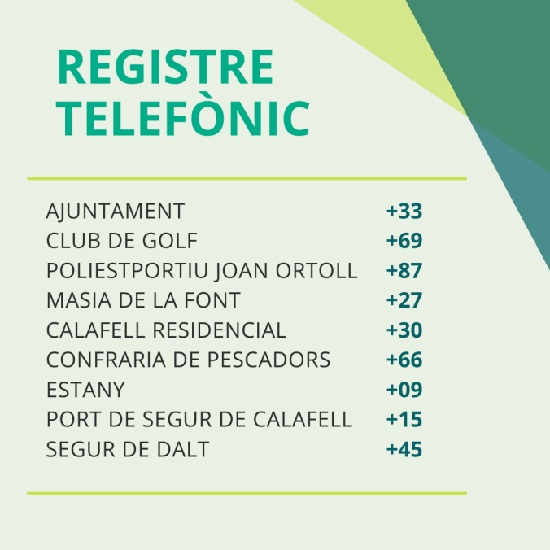 REGISTRE
TELEFÒNIC
AJUNTAMENT +33
CLUB DE GOLF +69
POLIESTPORTIU JOAN ORTOLL +87
MASIA DE LA FONT +27
CALAFELL RESIDENCIAL +30
CONFRARIA DE PESCADORS +66
ESTANY +09
PORT DE SEGUR DE CALAFELL +15
SEGUR DE DALT +45